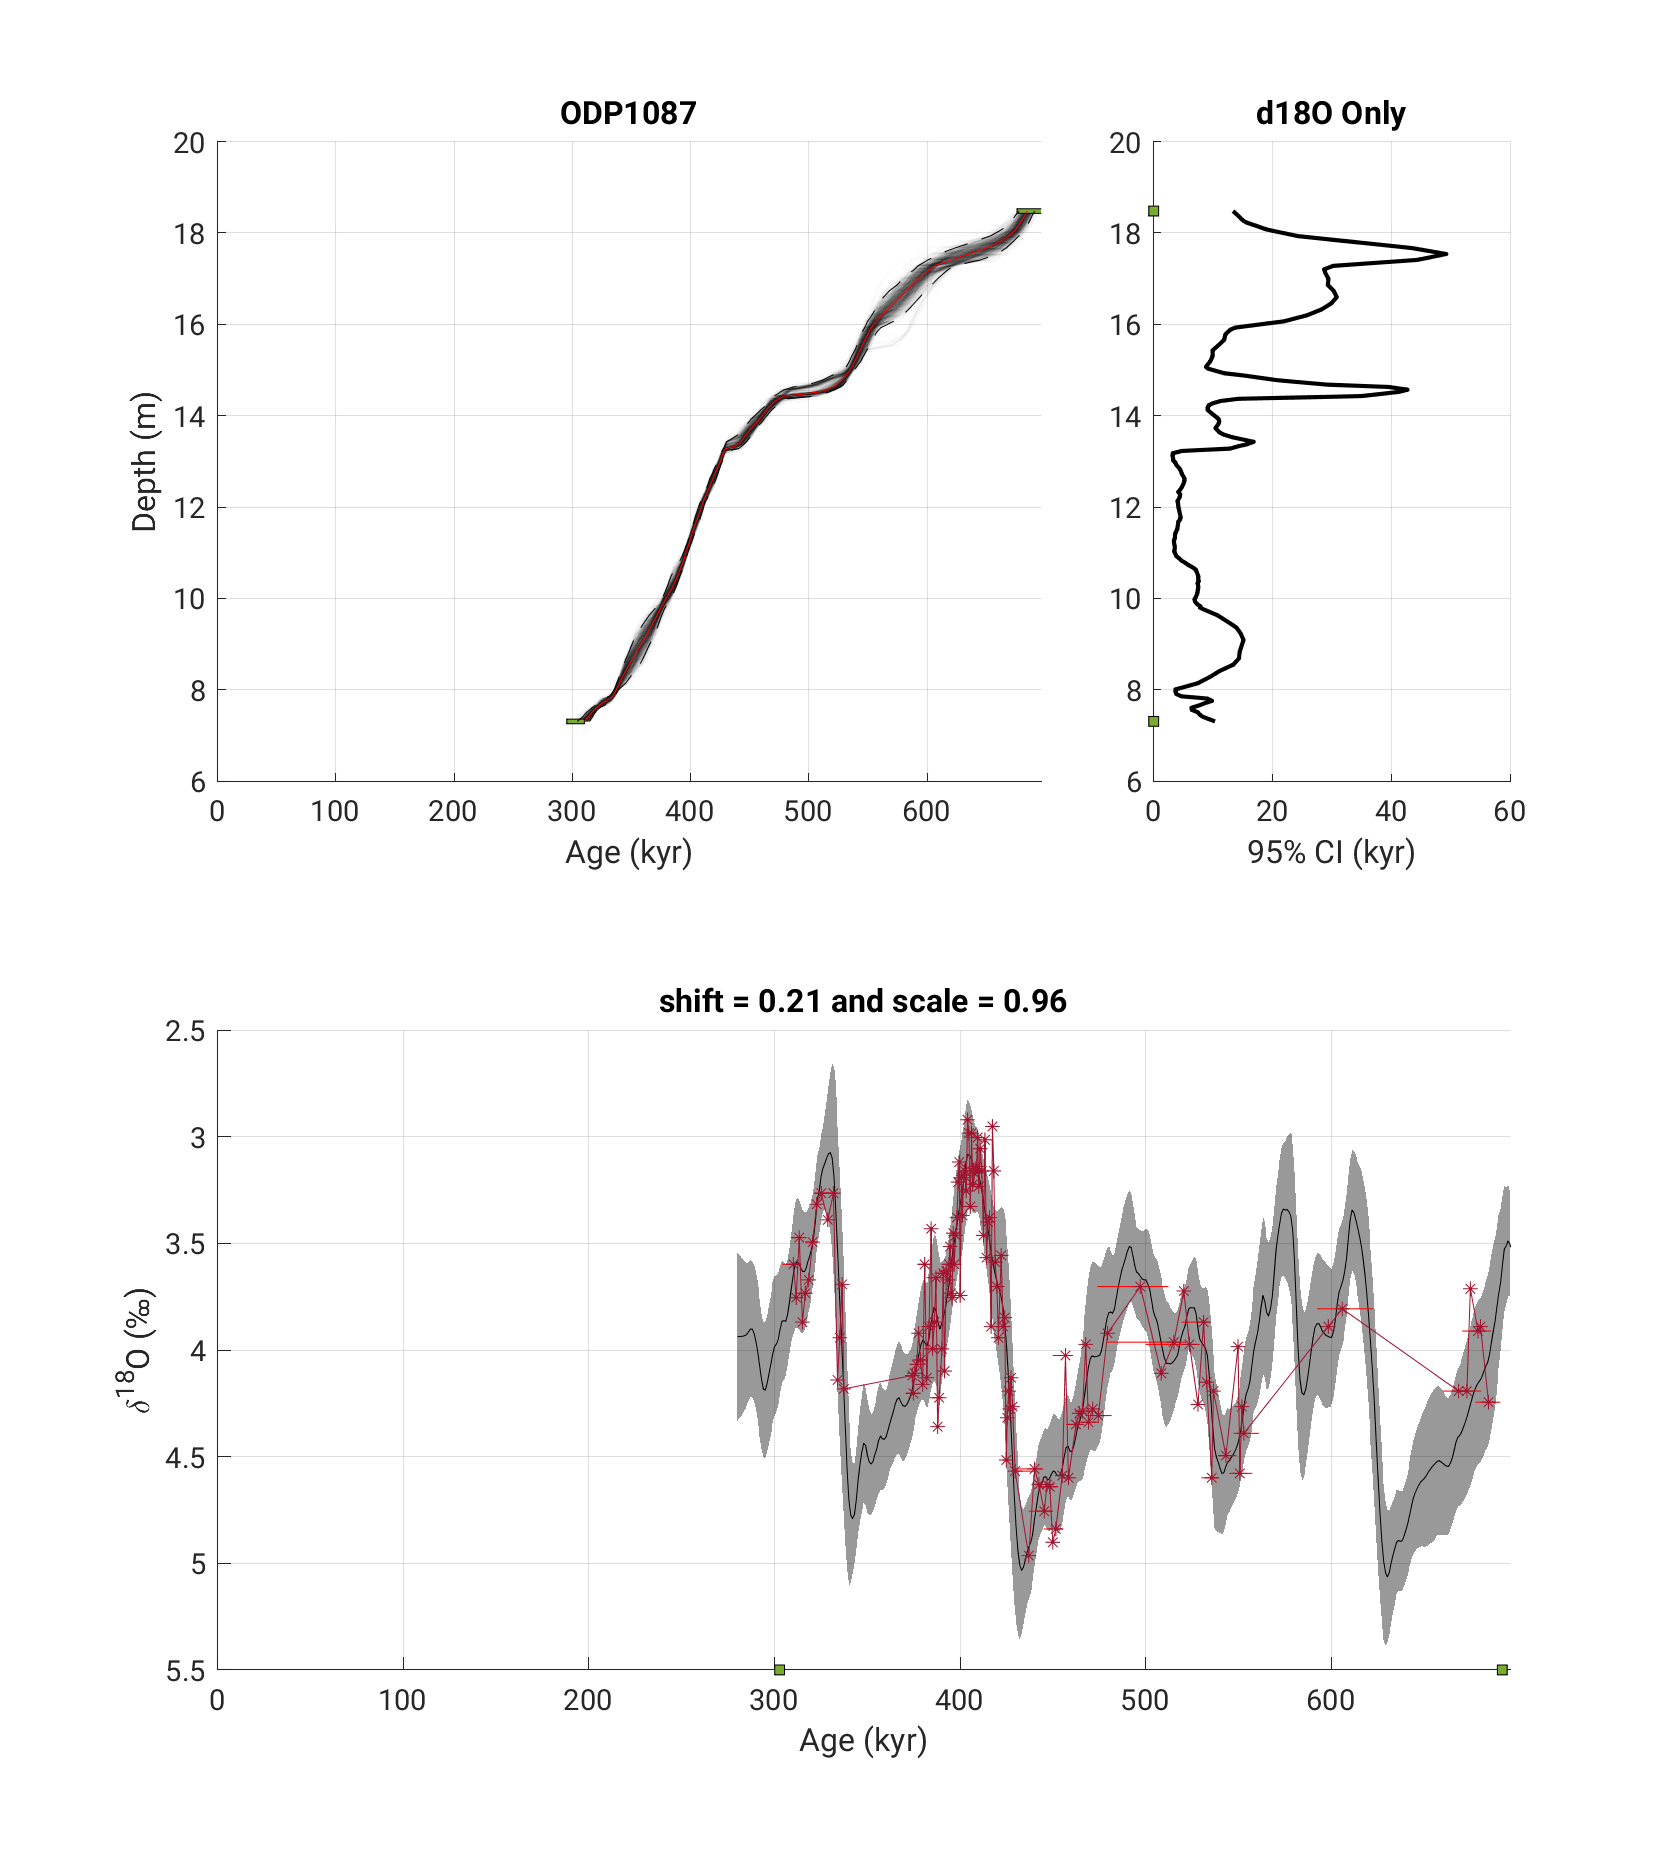 ODP1087
d18O Only
20
18
16
14
12
10
8
6
Depth (m)
0 100 200 300 400 500 600
Age (kyr)
20
18
16
14
12
10
8
6
0 20 40 60
95% CI (kyr)
shift = 0.21 and scale = 0.96
2.5
3
3.5
4
4.5
5
5.5
δ18O (‰)
0 100 200 300 400 500 600
Age (kyr)